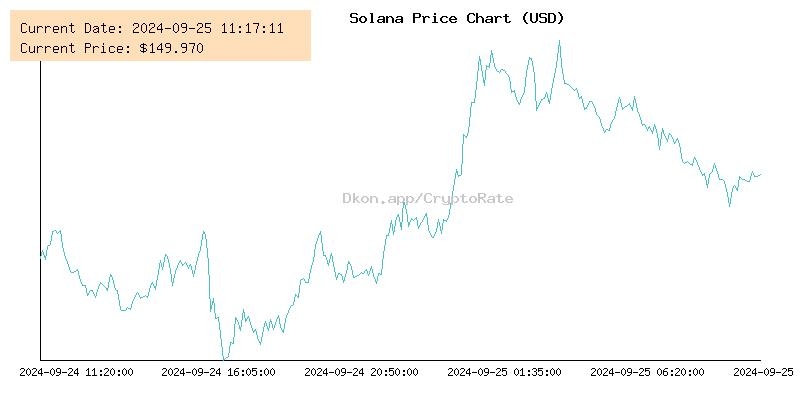 Solana Price Chart (USD)
Current Date: 2024-09-25 11:17:11
Current Price: $149.970
Dkon.app/CryptoRate
2024-09-24 11:20:00
2024-09-24 16:05:00
2024-09-24 20:50:00
2024-09-25 01:35:00
2024-09-25 06:20:00
2024-09-25